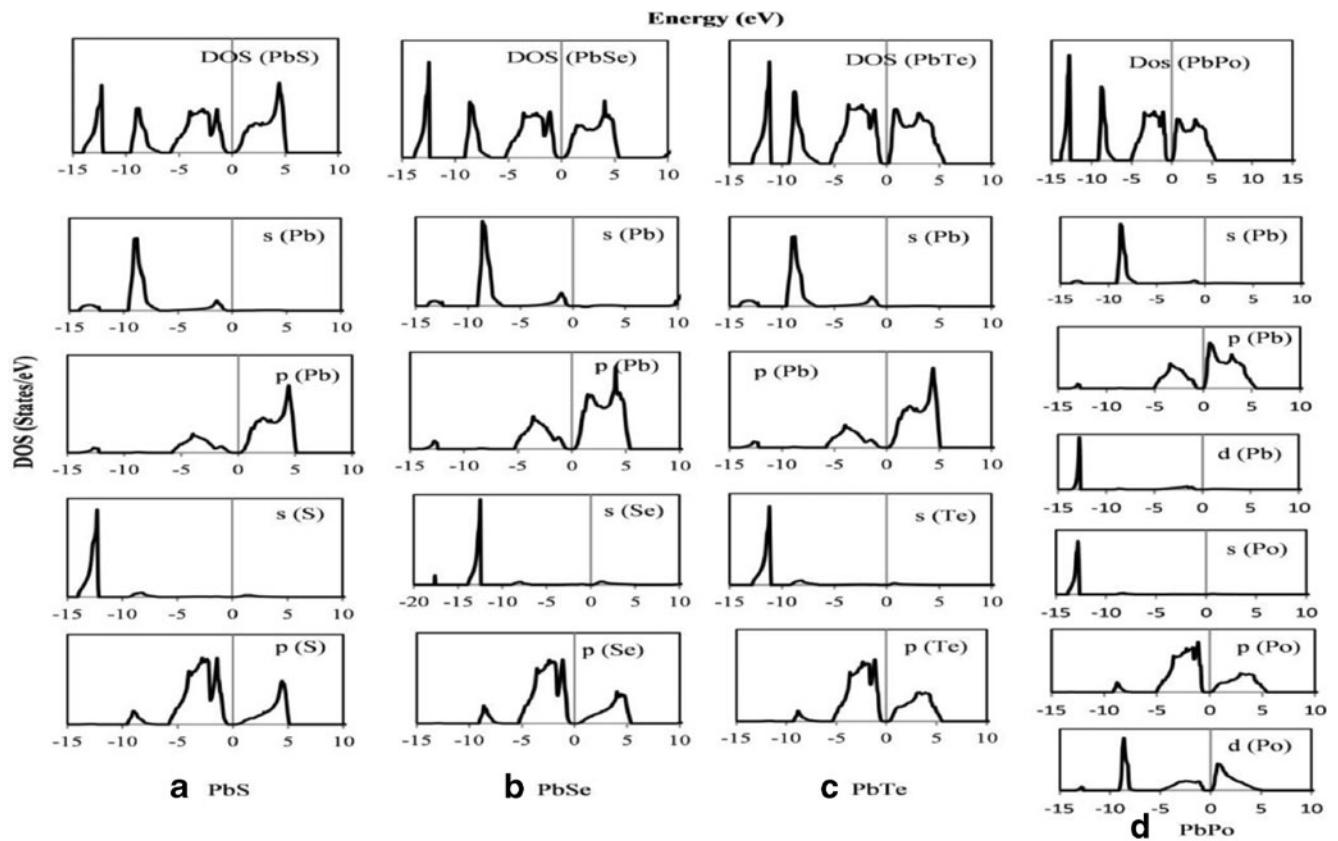 Energy (eV)
DOS (States/eV)
DOS (PbS)
-15 -10 -5 0 5 10
s (Pb)
-15 -10 -5 0 5 10
p (Pb)
-15 -10 -5 0 5 10
s (S)
-15 -10 -5 0 5 10
p (S)
-15 -10 -5 0 5 10
a PbS
DOS (PbSe)
-15 -10 -5 0 5 10
s (Pb)
-15 -10 -5 0 5 10
p (Pb)
-15 -10 -5 0 5 10
s (Se)
-20 -15 -10 -5 0 5 10
p (Se)
-15 -10 -5 0 5 10
b PbSe
DOS (PbTe)
-15 -10 -5 0 5 10
s (Pb)
-15 -10 -5 0 5 10
p (Pb)
-15 -10 -5 0 5 10
s (Te)
-15 -10 -5 0 5 10
p (Te)
-15 -10 -5 0 5 10
c PbTe
Dos (PbPo)
-15 -10 -5 0 5 10 15
s (Pb)
-15 -10 -5 0 5 10
p (Pb)
-15 -10 -5 0 5 10
d (Pb)
-15 -10 -5 0 5 10
s (Po)
-15 -10 -5 0 5 10
p (Po)
-15 -10 -5 0 5 10
d (Po)
-15 -10 -5 0 5 10
d PbPo